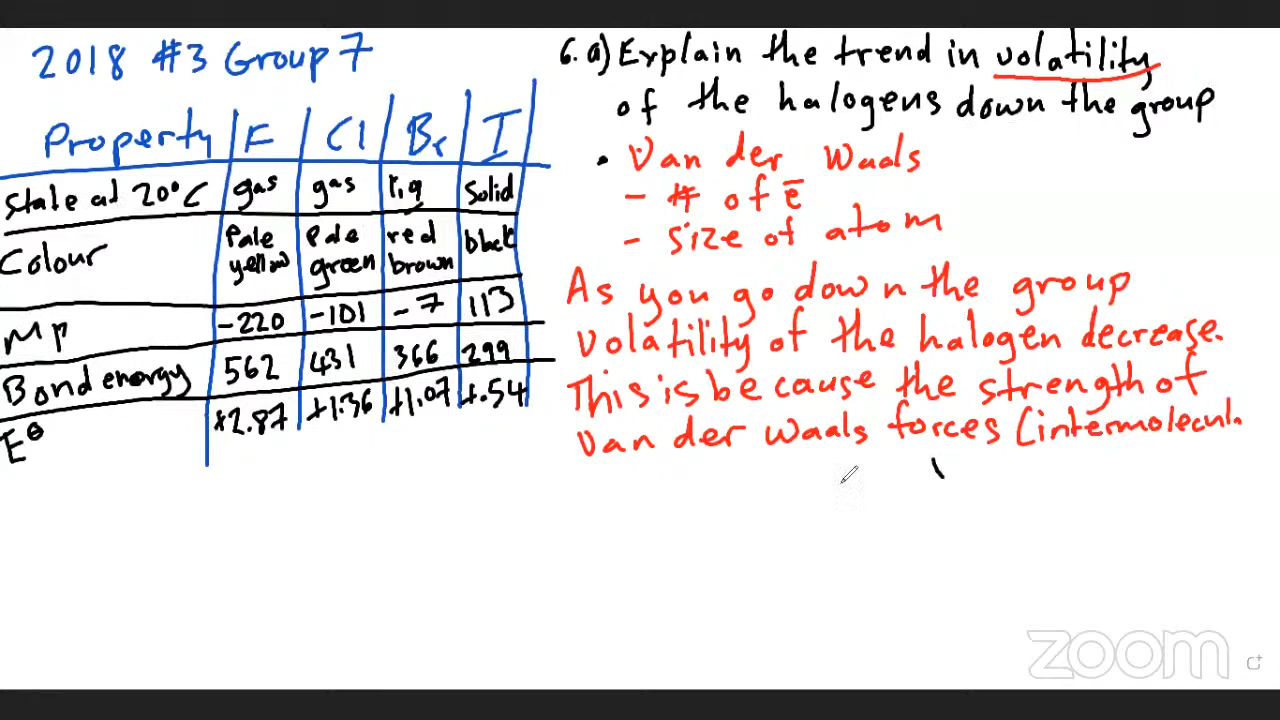 2018 #3 Group 7
Property F Cl Br I
State at 20°C gas gas liq Solid
Colour Pale yellow Pale green red brown black
Mp -220 -101 -7 113
Bond energy 562 431 366 299
E⊖ +2.87 +1.36 +1.07 +.54
6. a) Explain the trend in volatility
of the halogens down the group
• Van der Waals
- # of ē
- size of atom
As you go down the group
volatility of the halogen decrease.
This is because the strength of
van der waals forces (intermolecul.
zoom